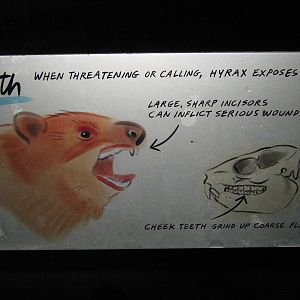 th
WHEN THREATENING OR CALLING, HYRAX EXPOSES
LARGE, SHARP INCISORS
CAN INFLICT SERIOUS WOUND
CHEEK TEETH GRIND UP COARSE PL